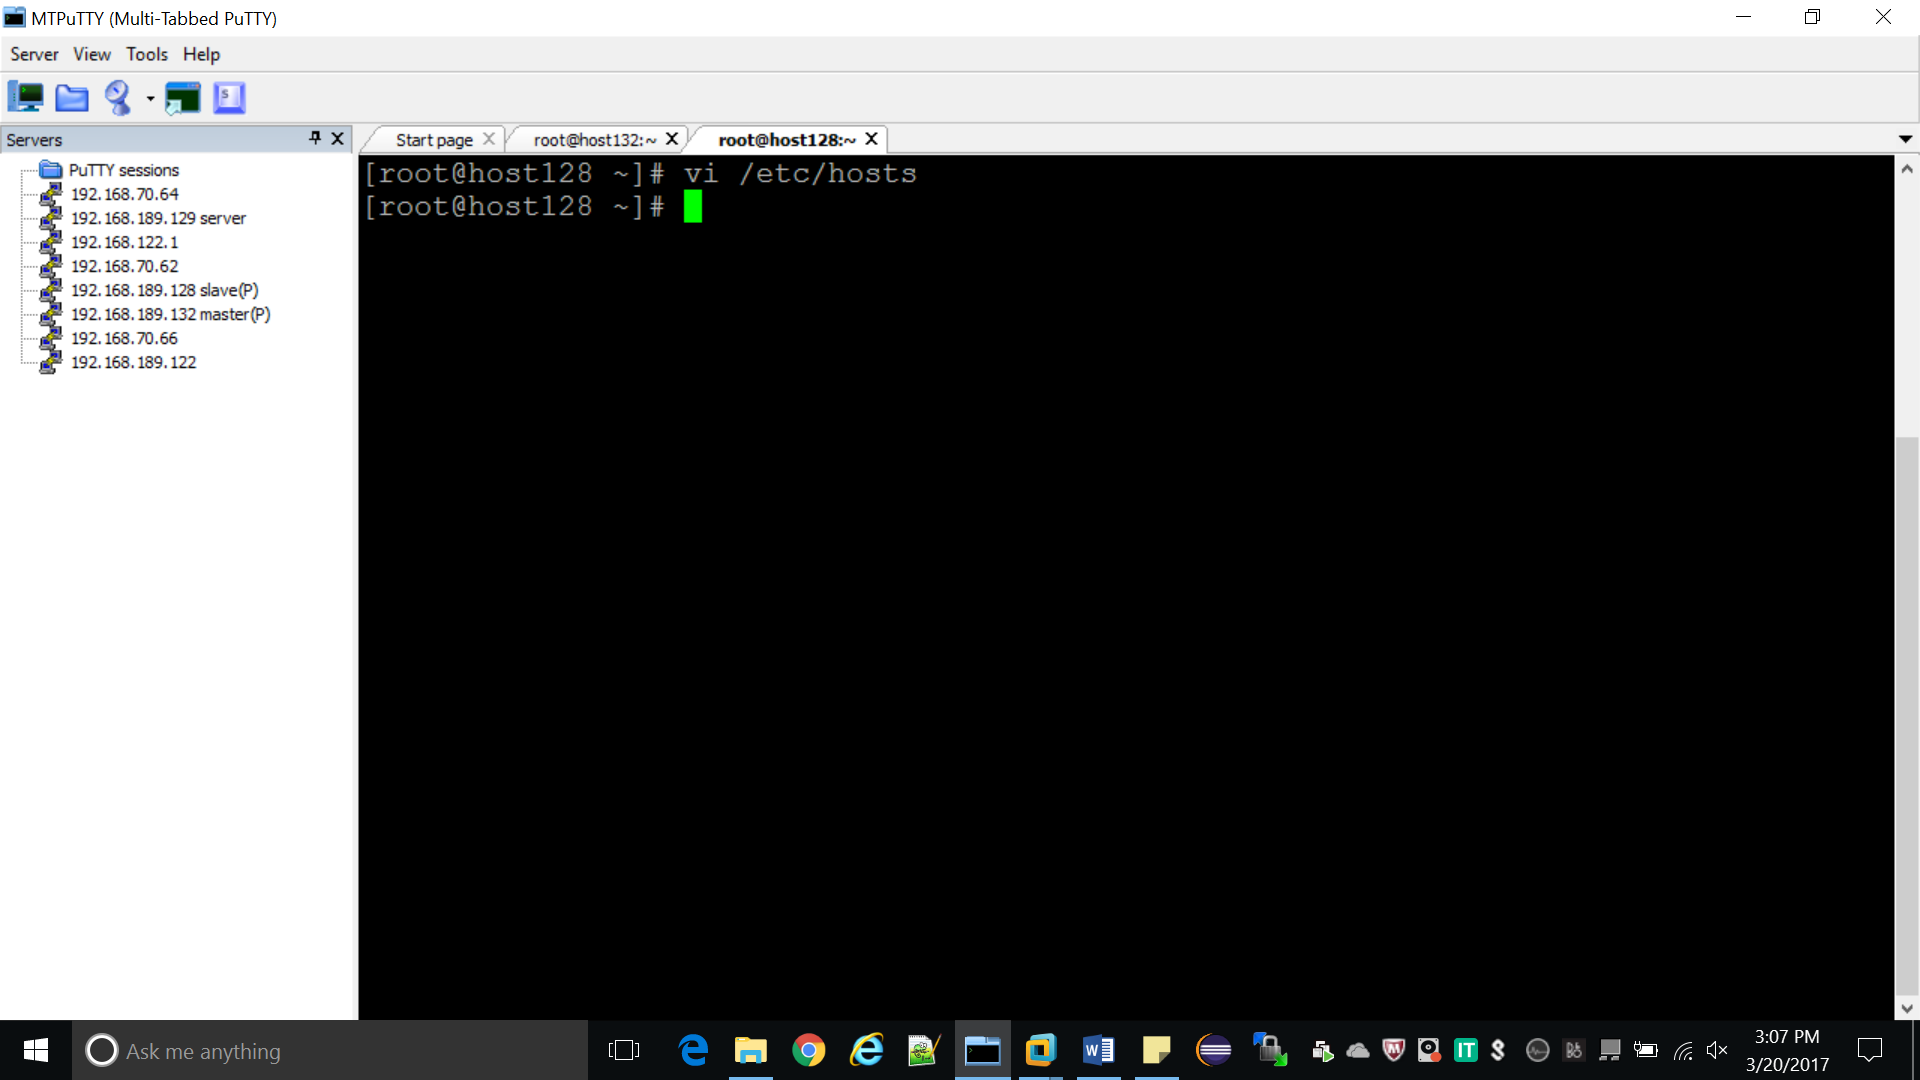 MTPuTTY (Multi-Tabbed PuTTY)
Server View Tools Help
Servers
PuTTY sessions
192.168.70.64
192.168.189.129 server
192.168.122.1
192.168.70.62
192.168.189.128 slave(P)
192.168.189.132 master(P)
192.168.70.66
192.168.189.122
Start page root@host132:~ root@host128:~
[root@host128 ~]# vi /etc/hosts
[root@host128 ~]#
Ask me anything
IT
3:07 PM
3/20/2017